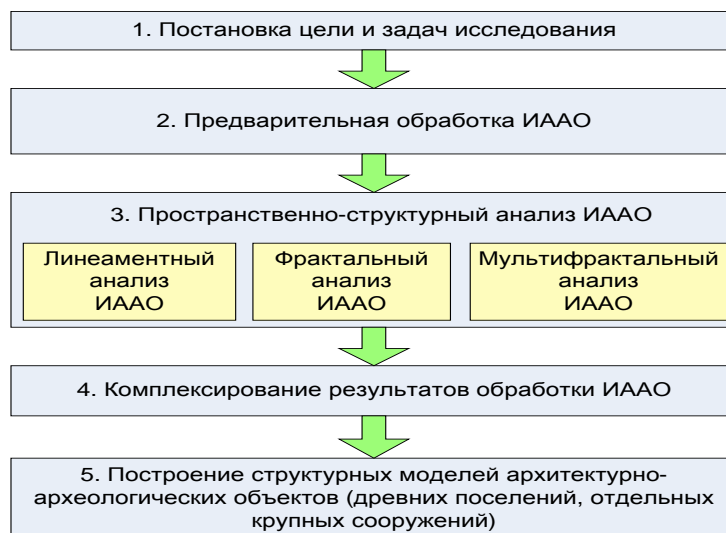 1. Постановка цели и задач исследования
2. Предварительная обработка ИААО
3. Пространственно-структурный анализ ИААО
Линеаментный
анализ
ИААО
Фрактальный
анализ
ИААО
Мультифрактальный
анализ
ИААО
4. Комплексирование результатов обработки ИААО
5. Построение структурных моделей архитектурно-
археологических объектов (древних поселений, отдельных
крупных сооружений)